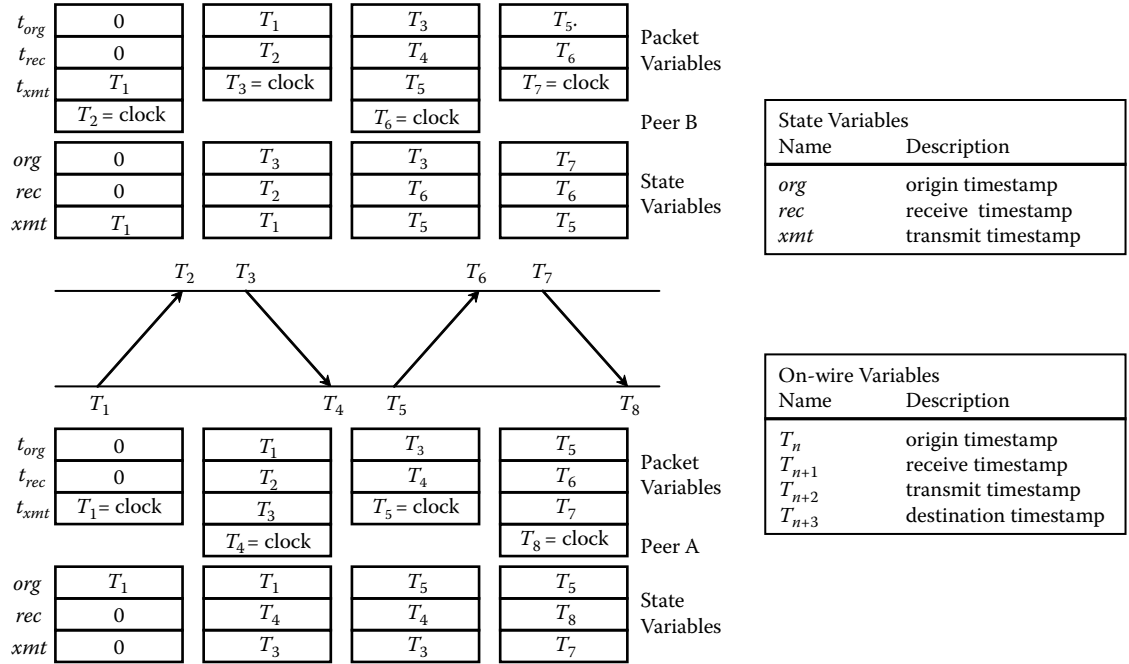 t_org 0 T_1 T_3 T_5.
t_rec 0 T_2 T_4 T_6
t_xmt T_1 T_3 = clock T_5 T_7 = clock
Packet
Variables
T_2 = clock T_6 = clock Peer B
org 0 T_3 T_3 T_7
rec 0 T_2 T_6 T_6
xmt T_1 T_1 T_5 T_5
State
Variables
T_2 T_3 T_6 T_7
T_1 T_4 T_5 T_8
t_org 0 T_1 T_3 T_5
t_rec 0 T_2 T_4 T_6
t_xmt T_1 = clock T_3 T_5 = clock T_7
Packet
Variables
T_4 = clock T_8 = clock Peer A
org T_1 T_1 T_5 T_5
rec 0 T_4 T_4 T_8
xmt 0 T_3 T_3 T_7
State
Variables
State Variables
Name Description
org origin timestamp
rec receive timestamp
xmt transmit timestamp
On-wire Variables
Name Description
T_n origin timestamp
T_n+1 receive timestamp
T_n+2 transmit timestamp
T_n+3 destination timestamp